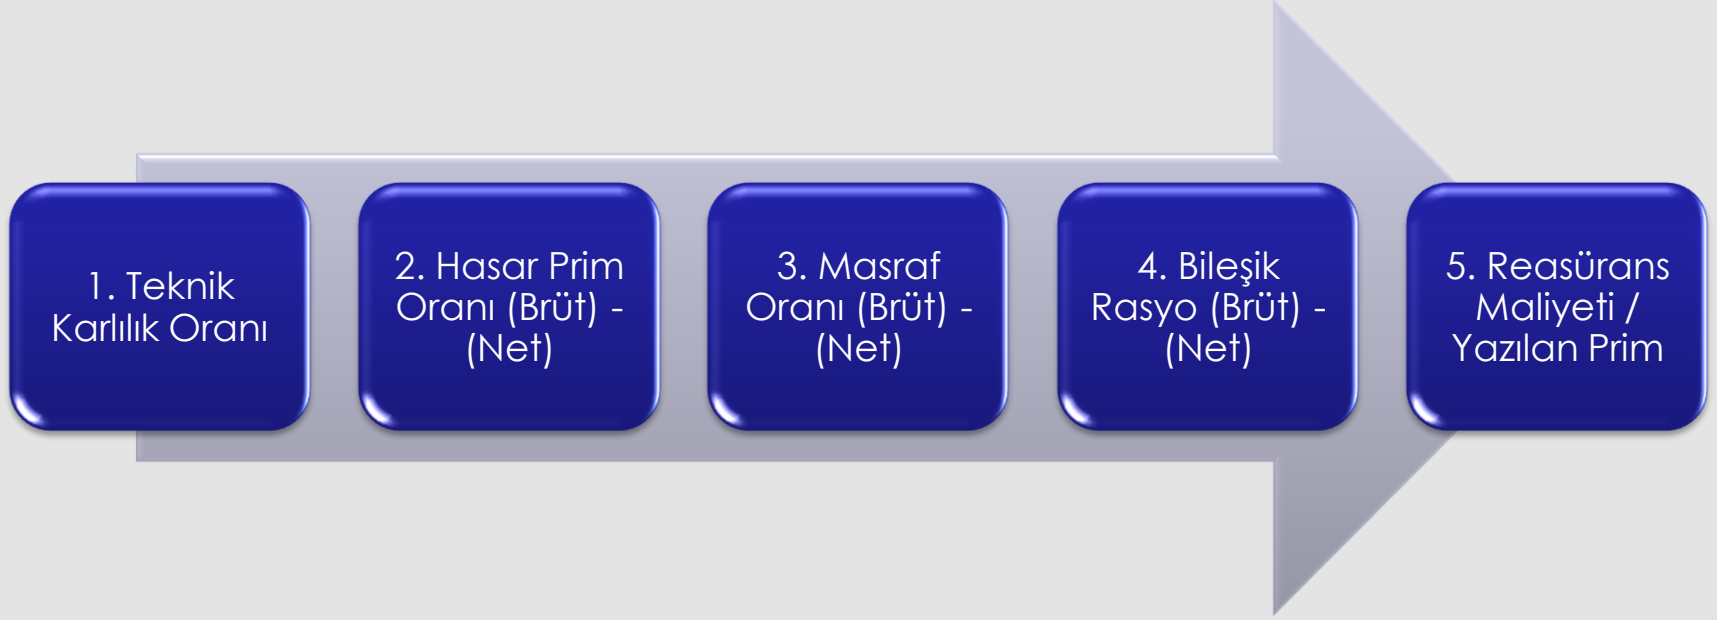 1. Teknik
Karlılık Oranı
2. Hasar Prim
Oranı (Brüt) -
(Net)
3. Masraf
Oranı (Brüt) -
(Net)
4. Bileşik
Rasyo (Brüt) -
(Net)
5. Reasürans
Maliyeti /
Yazılan Prim